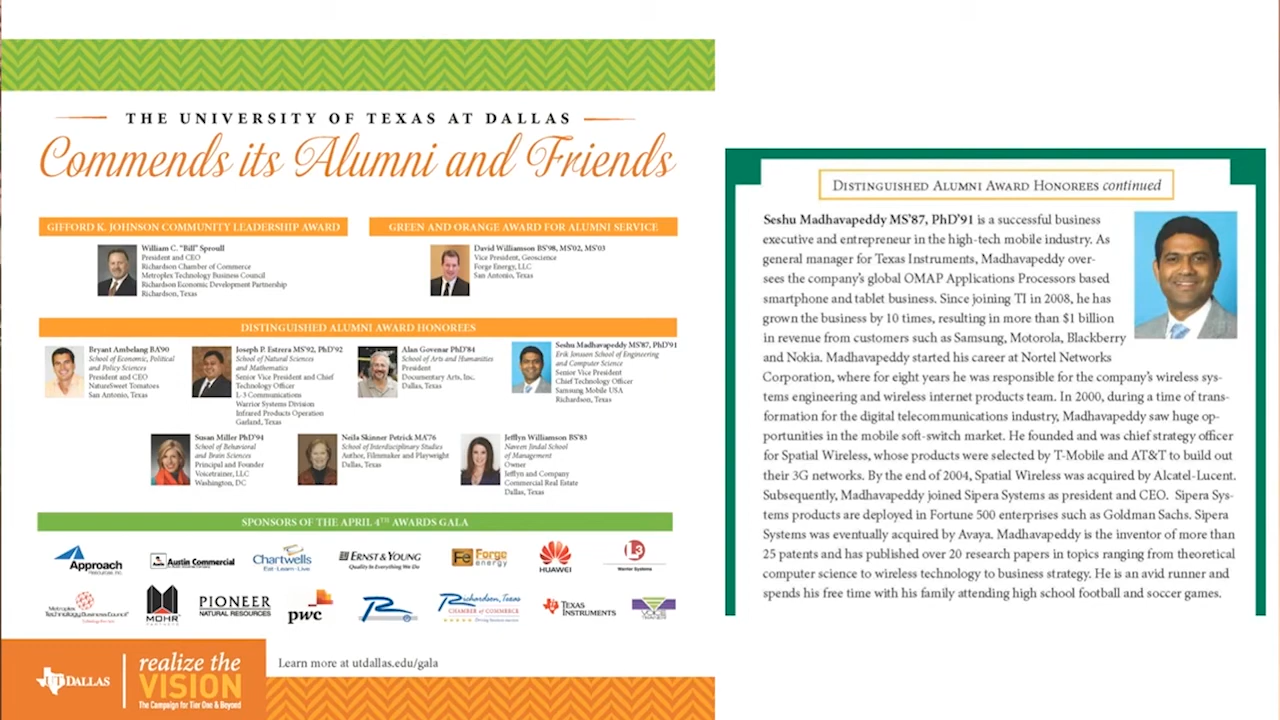 THE UNIVERSITY OF TEXAS AT DALLAS
Commends its Alumni and Friends
GIFFORD K. JOHNSON COMMUNITY LEADERSHIP AWARD
William C. "Bill" Sproull
President and CEO
Richardson Chamber of Commerce
Metroplex Technology Business Council
Richardson Economic Development Partnership
Richardson, Texas
GREEN AND ORANGE AWARD FOR ALUMNI SERVICE
David Williamson BS'98, MS'02, MS'03
Vice President, Geoscience
Forge Energy, LLC
San Antonio, Texas
DISTINGUISHED ALUMNI AWARD HONOREES
Bryant Ambelang BA'90
School of Economic, Political
and Policy Sciences
President and CEO
NatureSweet Tomatoes
San Antonio, Texas
Joseph P. Estrera MS'92, PhD'92
School of Natural Sciences
and Mathematics
Senior Vice President and Chief
Technology Officer
L-3 Communications
Warrior Systems Division
Infrared Products Operation
Garland, Texas
Alan Govenar PhD'84
School of Arts and Humanities
President
Documentary Arts, Inc.
Dallas, Texas
Seshu Madhavapeddy MS'87, PhD'91
Erik Jonsson School of Engineering
and Computer Science
Senior Vice President
Chief Technology Officer
Samsung Mobile USA
Richardson, Texas
Susan Miller PhD'94
School of Behavioral
and Brain Sciences
Principal and Founder
Voicetrainer, LLC
Washington, DC
Neila Skinner Petrick MA'76
School of Interdisciplinary Studies
Author, Filmmaker and Playwright
Dallas, Texas
Jefflyn Williamson BS'83
Naveen Jindal School
of Management
Owner
Jefflyn and Company
Commercial Real Estate
Dallas, Texas
SPONSORS OF THE APRIL 4TH AWARDS GALA
Approach
Resources Inc.
Austin Commercial
Chartwells
Eat·Learn·Live
ERNST & YOUNG
Quality In Everything We Do
Fe Forge
energy
HUAWEI
L3
Warrior Systems
Metroplex
Technology Business Council
MOHR
PARTNERS
PIONEER
NATURAL RESOURCES
pwc
R
Richardson, Texas
CHAMBER OF COMMERCE
TEXAS
INSTRUMENTS
Learn more at utdallas.edu/gala
UT DALLAS
realize the
VISION
The Campaign for Tier One & Beyond
DISTINGUISHED ALUMNI AWARD HONOREES continued
Seshu Madhavapeddy MS'87, PhD'91 is a successful business
executive and entrepreneur in the high-tech mobile industry. As
general manager for Texas Instruments, Madhavapeddy over-
sees the company's global OMAP Applications Processors based
smartphone and tablet business. Since joining TI in 2008, he has
grown the business by 10 times, resulting in more than $1 billion
in revenue from customers such as Samsung, Motorola, Blackberry
and Nokia. Madhavapeddy started his career at Nortel Networks
Corporation, where for eight years he was responsible for the company's wireless sys-
tems engineering and wireless internet products team. In 2000, during a time of trans-
formation for the digital telecommunications industry, Madhavapeddy saw huge op-
portunities in the mobile soft-switch market. He founded and was chief strategy officer
for Spatial Wireless, whose products were selected by T-Mobile and AT&T to build out
their 3G networks. By the end of 2004, Spatial Wireless was acquired by Alcatel-Lucent.
Subsequently, Madhavapeddy joined Sipera Systems as president and CEO. Sipera Sys-
tems products are deployed in Fortune 500 enterprises such as Goldman Sachs. Sipera
Systems was eventually acquired by Avaya. Madhavapeddy is the inventor of more than
25 patents and has published over 20 research papers in topics ranging from theoretical
computer science to wireless technology to business strategy. He is an avid runner and
spends his free time with his family attending high school football and soccer games.